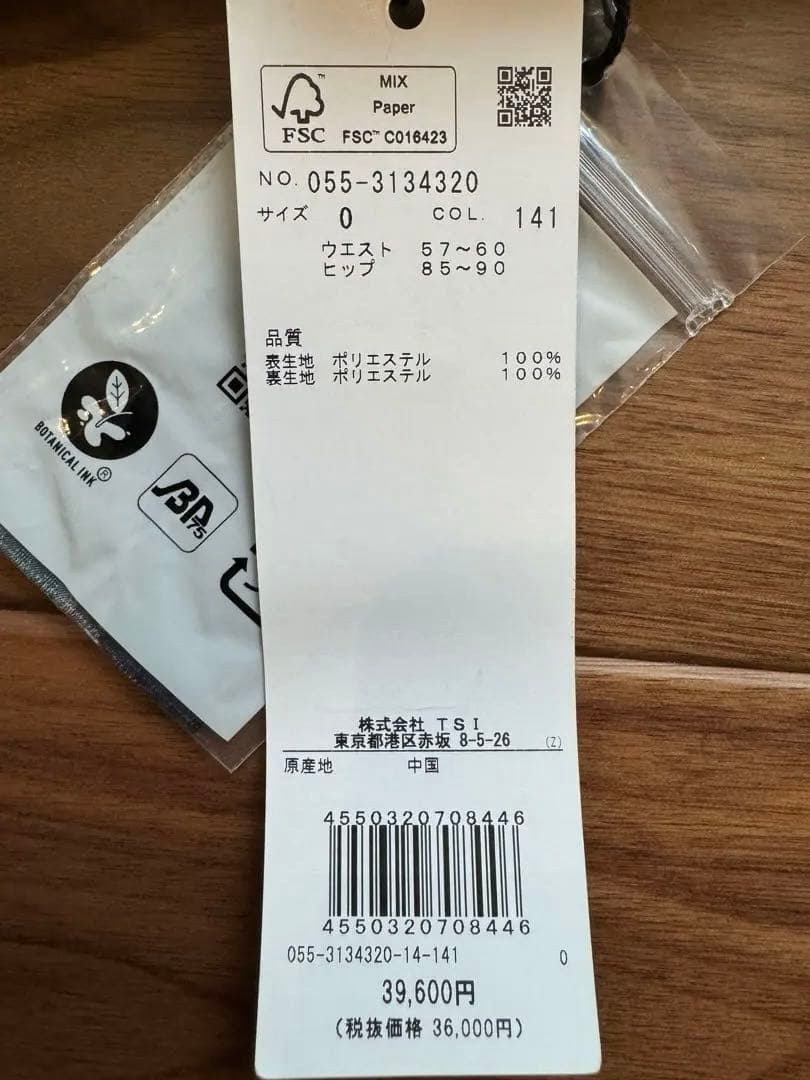 MIX
Paper
FSC™ C016423
FSC
NO. 055-3134320
サイズ 0 COL. 141
ウエスト 57〜60
ヒップ 85〜90
品質
表生地 ポリエステル 100%
裏生地 ポリエステル 100%
BOTANICAL INK®
BP75
株式会社 TSI
東京都港区赤坂 8-5-26 (Z)
原産地 中国
4550320708446
4550320708446
055-3134320-14-141 0
39,600円
(税抜価格 36,000円)